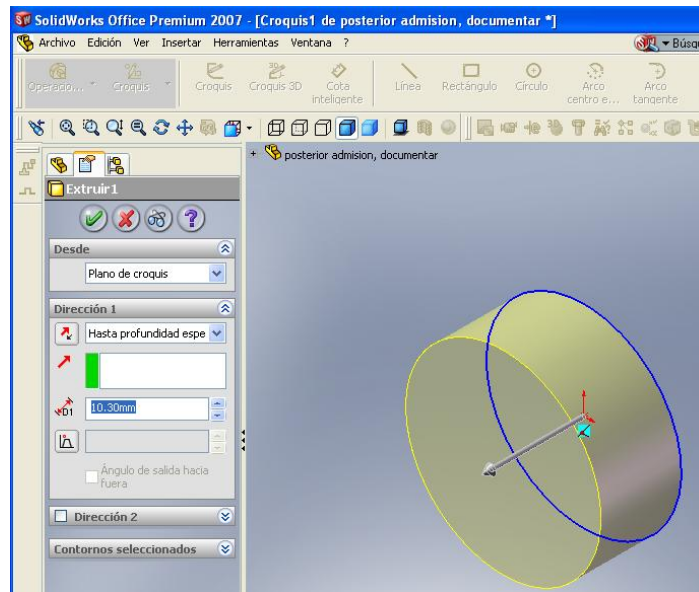 SolidWorks Office Premium 2007 - [Croquis1 de posterior admision, documentar *]
Archivo Edición Ver Insertar Herramientas Ventana ? Búsqu
Operacio... Croquis Croquis Croquis 3D Cota inteligente Línea Rectángulo Círculo Arco centro e... Arco tangente
posterior admision, documentar
Extruir1
Desde
Plano de croquis
Dirección 1
Hasta profundidad espe
D1 10.30mm
Ángulo de salida hacia
fuera
Dirección 2
Contornos seleccionados